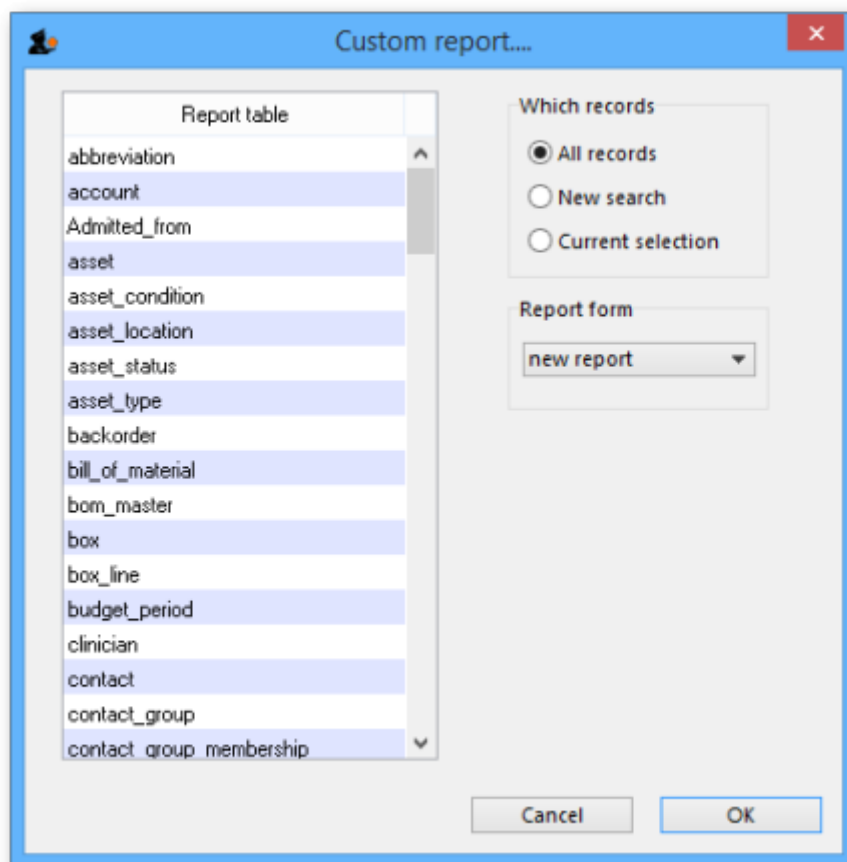 Custom report....
Report table
abbreviation
account
Admitted_from
asset
asset_condition
asset_location
asset_status
asset_type
backorder
bill_of_material
bom_master
box
box_line
budget_period
clinician
contact
contact_group
contact_group_membership
Which records
All records
New search
Current selection
Report form
new report
Cancel
OK